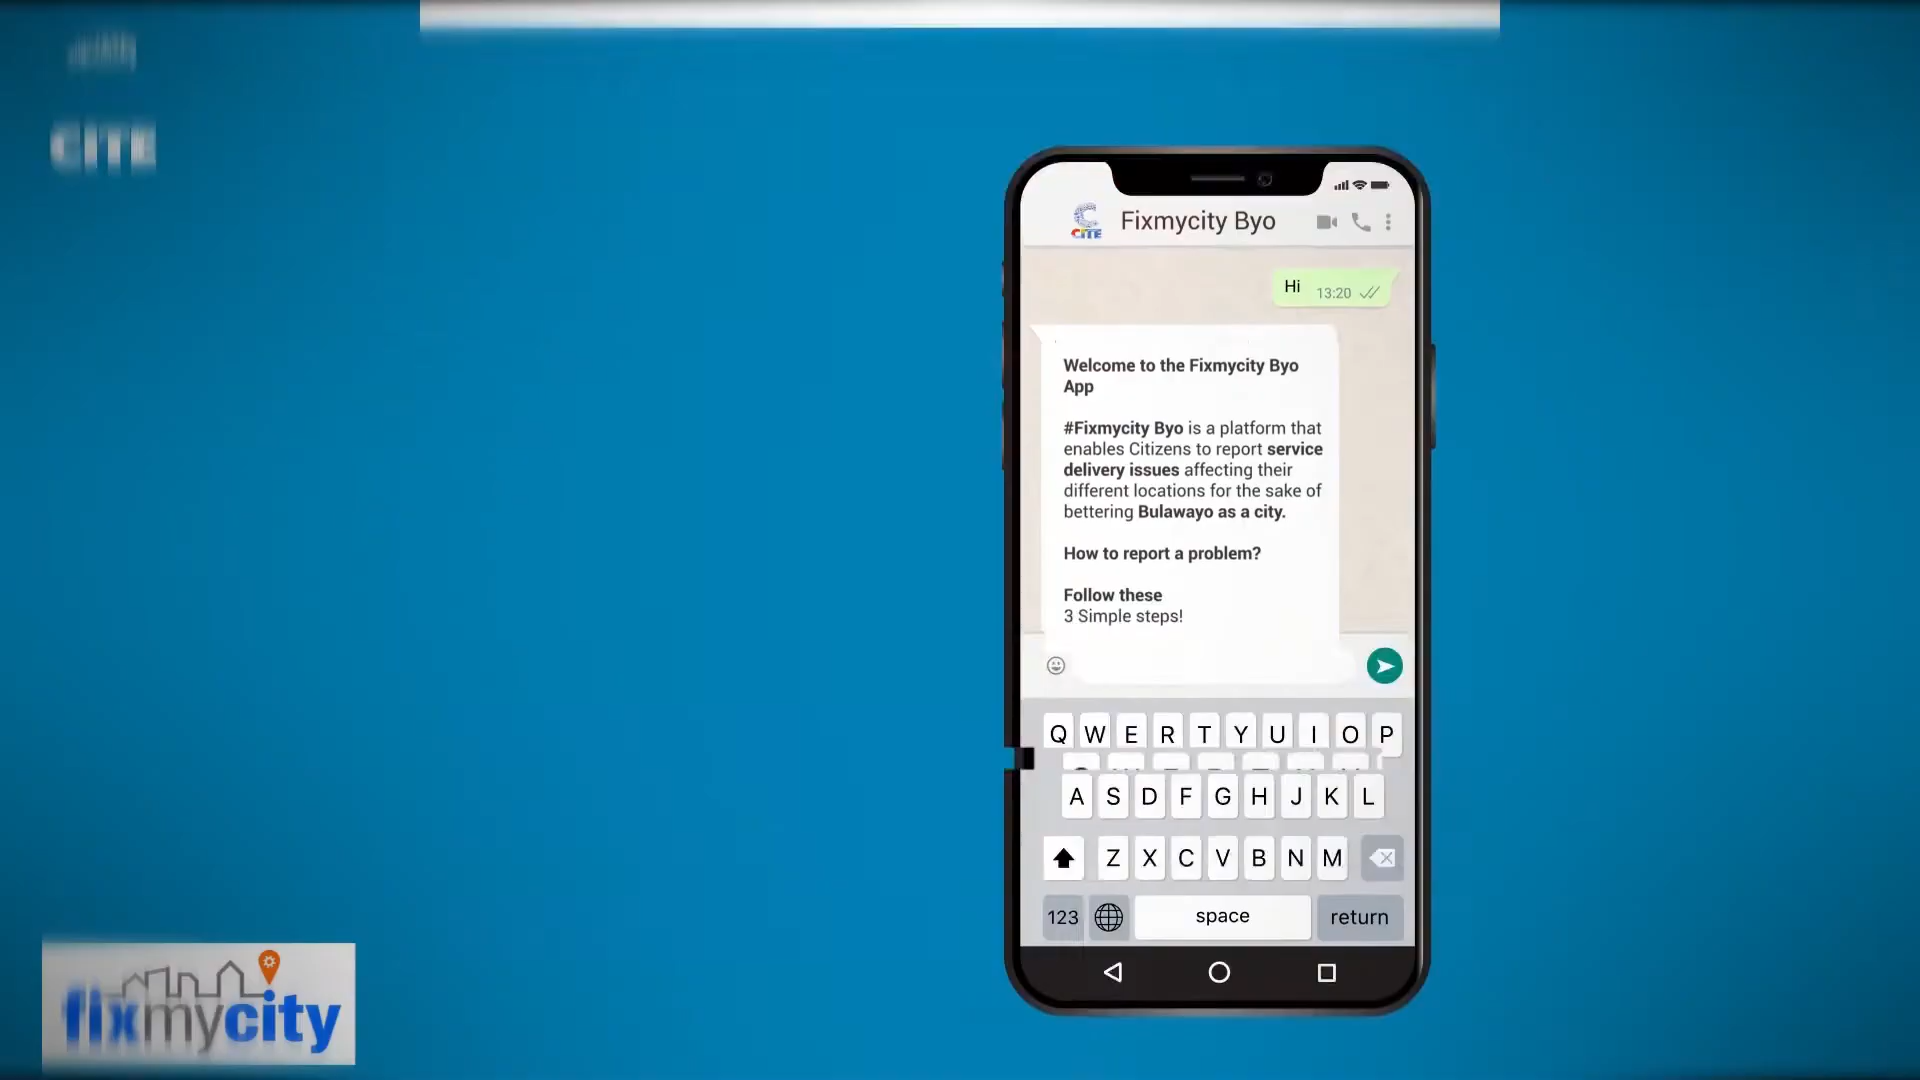 CITE
CITE
Fixmycity Byo
Hi 13:20
Welcome to the Fixmycity Byo
App
#Fixmycity Byo is a platform that
enables Citizens to report service
delivery issues affecting their
different locations for the sake of
bettering Bulawayo as a city.
How to report a problem?
Follow these
3 Simple steps!
Q W E R T Y U I O P
A S D F G H J K L
Z X C V B N M
123 space return
fixmycity